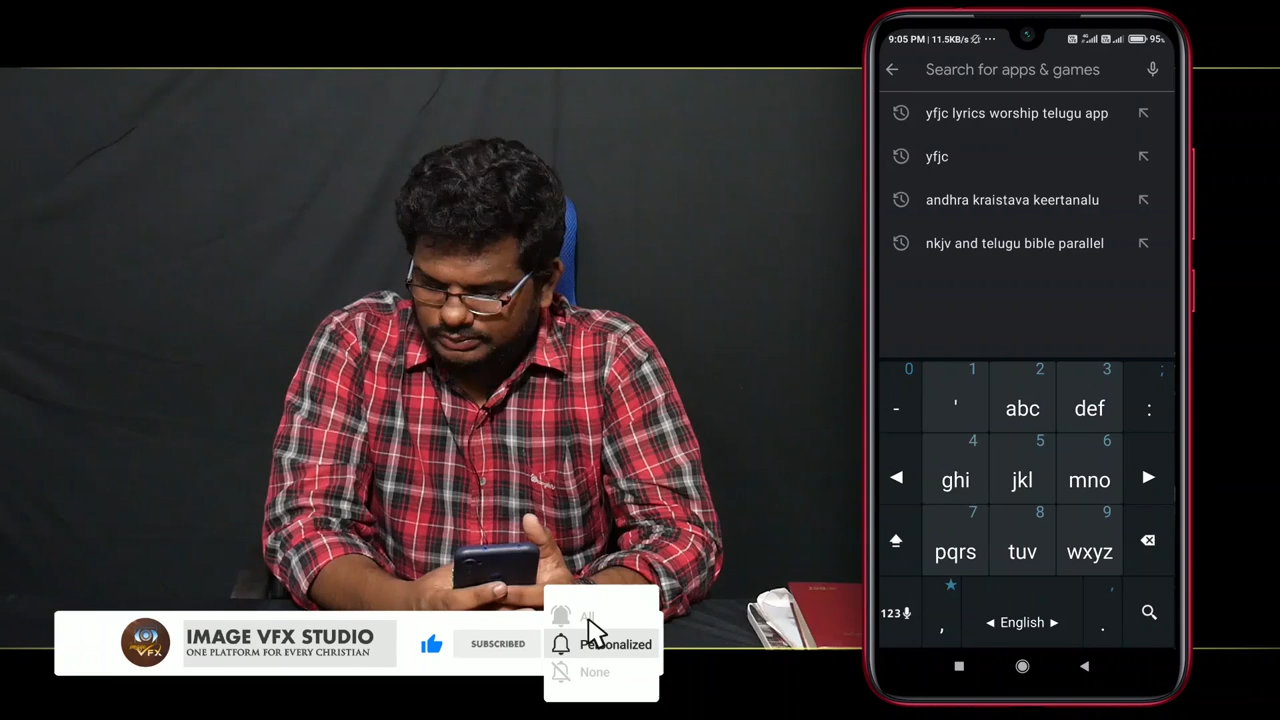 9:05 PM | 11.5KB/s ... 95%
Search for apps & games
yfjc lyrics worship telugu app
yfjc
andhra kraistava keertanalu
nkjv and telugu bible parallel
0 1 2 3 ;
- ' abc def :
4 5 6
ghi jkl mno
7 8 9
pqrs tuv wxyz
,
123 , ◀ English ▶ .
IMAGE VFX STUDIO
ONE PLATFORM FOR EVERY CHRISTIAN
SUBSCRIBED
All
Personalized
None